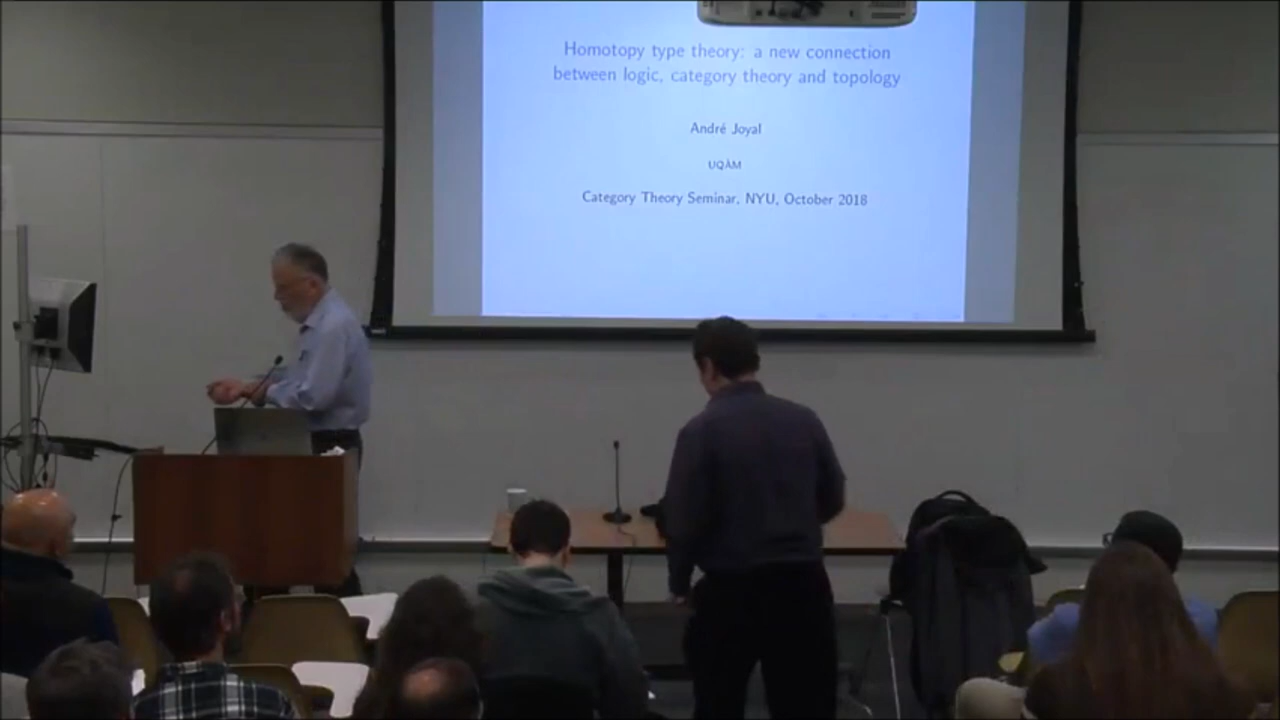 Homotopy type theory: a new connection
between logic, category theory and topology
André Joyal
UQÀM
Category Theory Seminar, NYU, October 2018